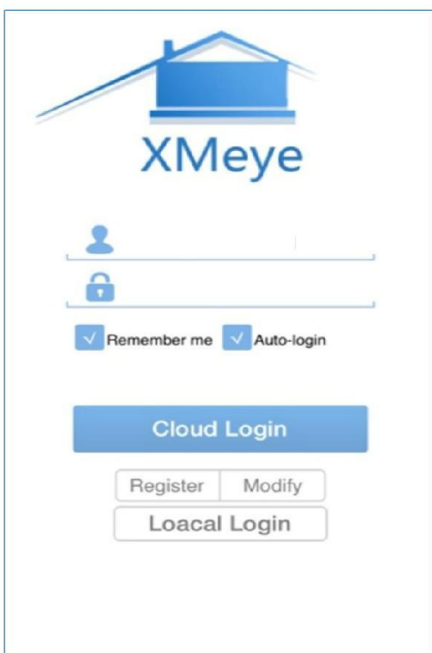 XMeye
Remember me Auto-login
Cloud Login
Register Modify
Loacal Login